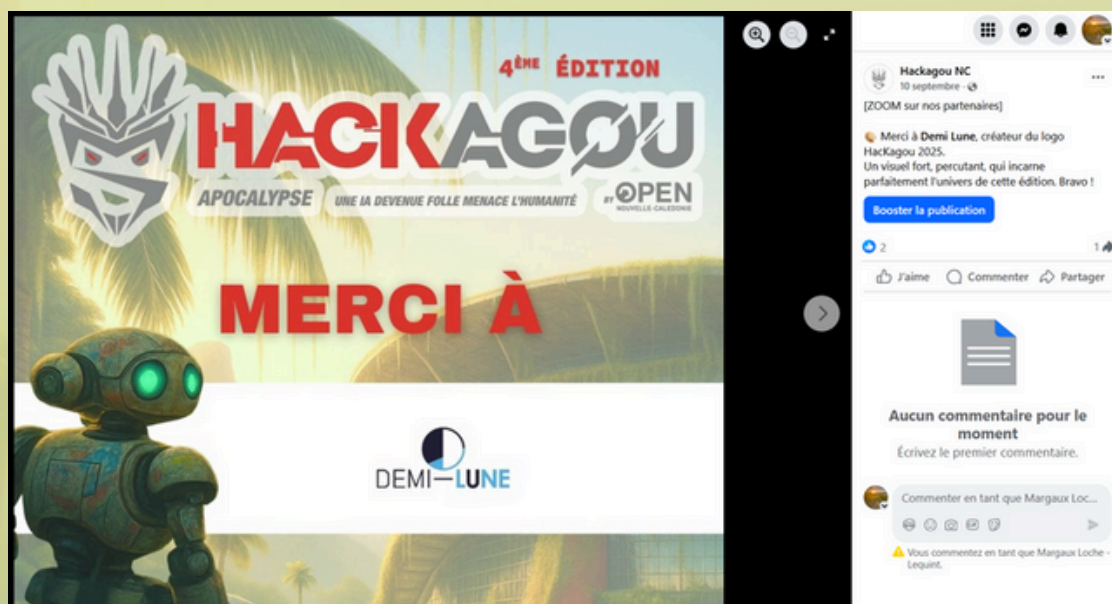 4ÈME ÉDITION
HACKAGOU
APOCALYPSE UNE IA DEVENUE FOLLE MENACE L'HUMANITÉ BY OPEN
NOUVELLE-CALEDONIE
MERCI À
DEMI-LUNE
Hackagou NC
10 septembre
[ZOOM sur nos partenaires]
Merci à Demi Lune, créateur du logo
HacKagou 2025.
Un visuel fort, percutant, qui incarne
parfaitement l'univers de cette édition. Bravo !
Booster la publication
2
1
J'aime Commenter Partager
Aucun commentaire pour le
moment
Écrivez le premier commentaire.
Commenter en tant que Margaux Loc...
Vous commentez en tant que Margaux Loche -
Lequint.